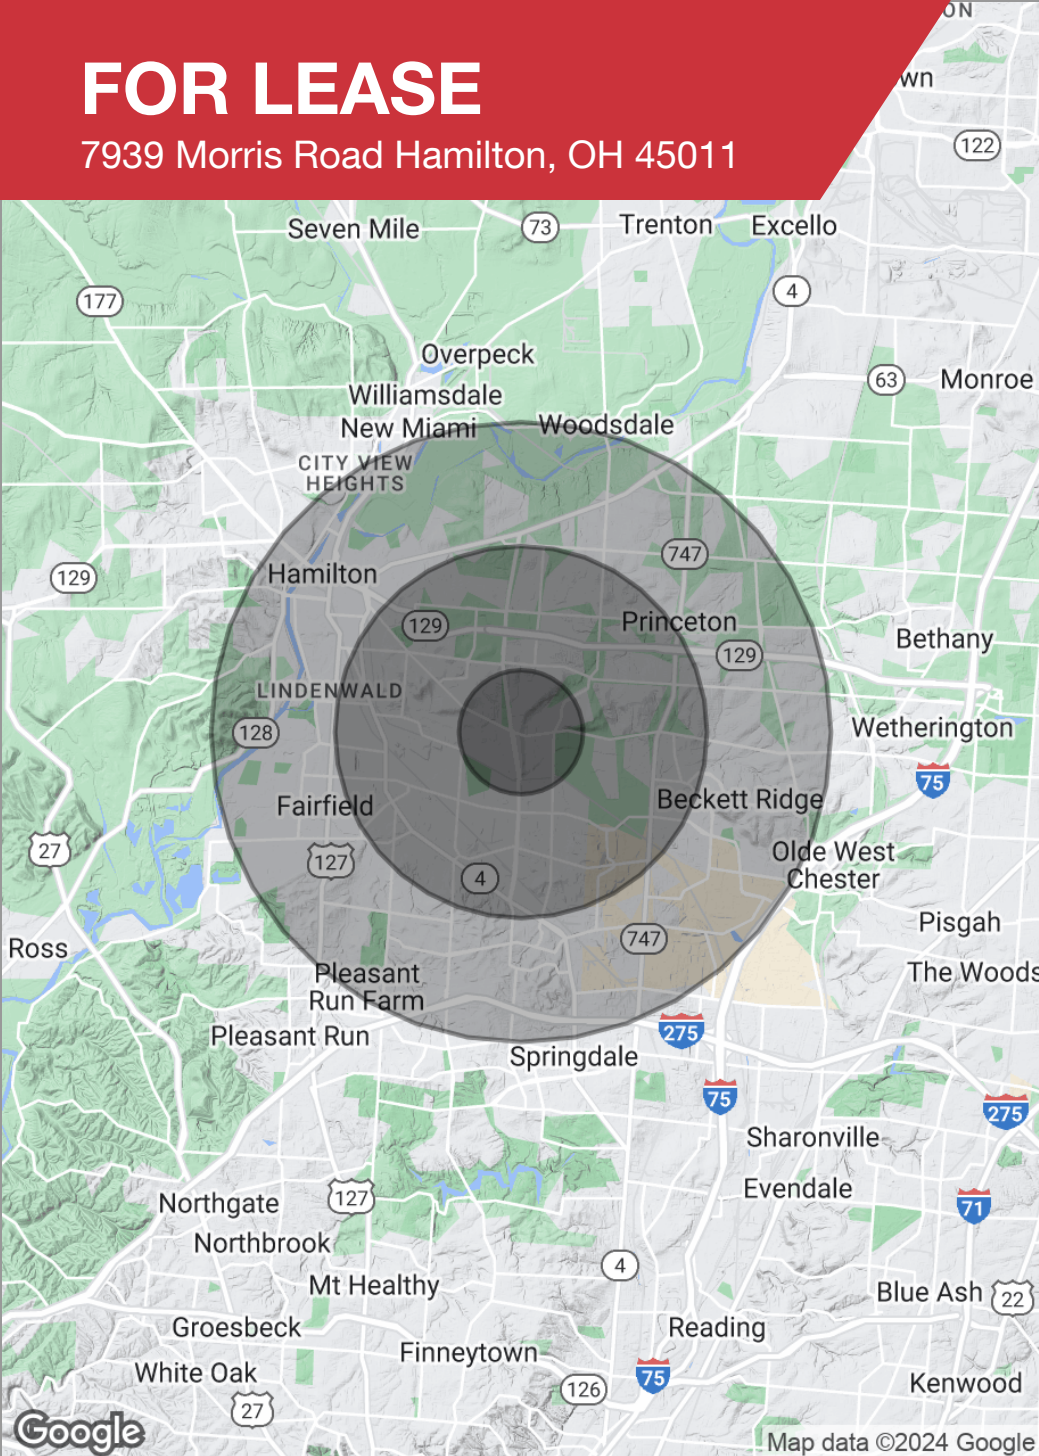 FOR LEASE
7939 Morris Road Hamilton, OH 45011
ON
wn
122
Seven Mile
73
Trenton
Excello
177
4
Overpeck
63
Monroe
Williamsdale
New Miami
Woodsdale
CITY VIEW
HEIGHTS
747
129
Hamilton
129
Princeton
129
Bethany
LINDENWALD
128
Wetherington
75
Fairfield
Beckett Ridge
27
127
4
Olde West
Chester
Pisgah
747
Ross
The Woods
Pleasant
Run Farm
Pleasant Run
275
Springdale
75
275
Sharonville
Evendale
127
71
Northgate
Northbrook
4
Mt Healthy
Blue Ash
22
Groesbeck
Reading
Finneytown
White Oak
75
126
Kenwood
27
Google
Map data ©2024 Google